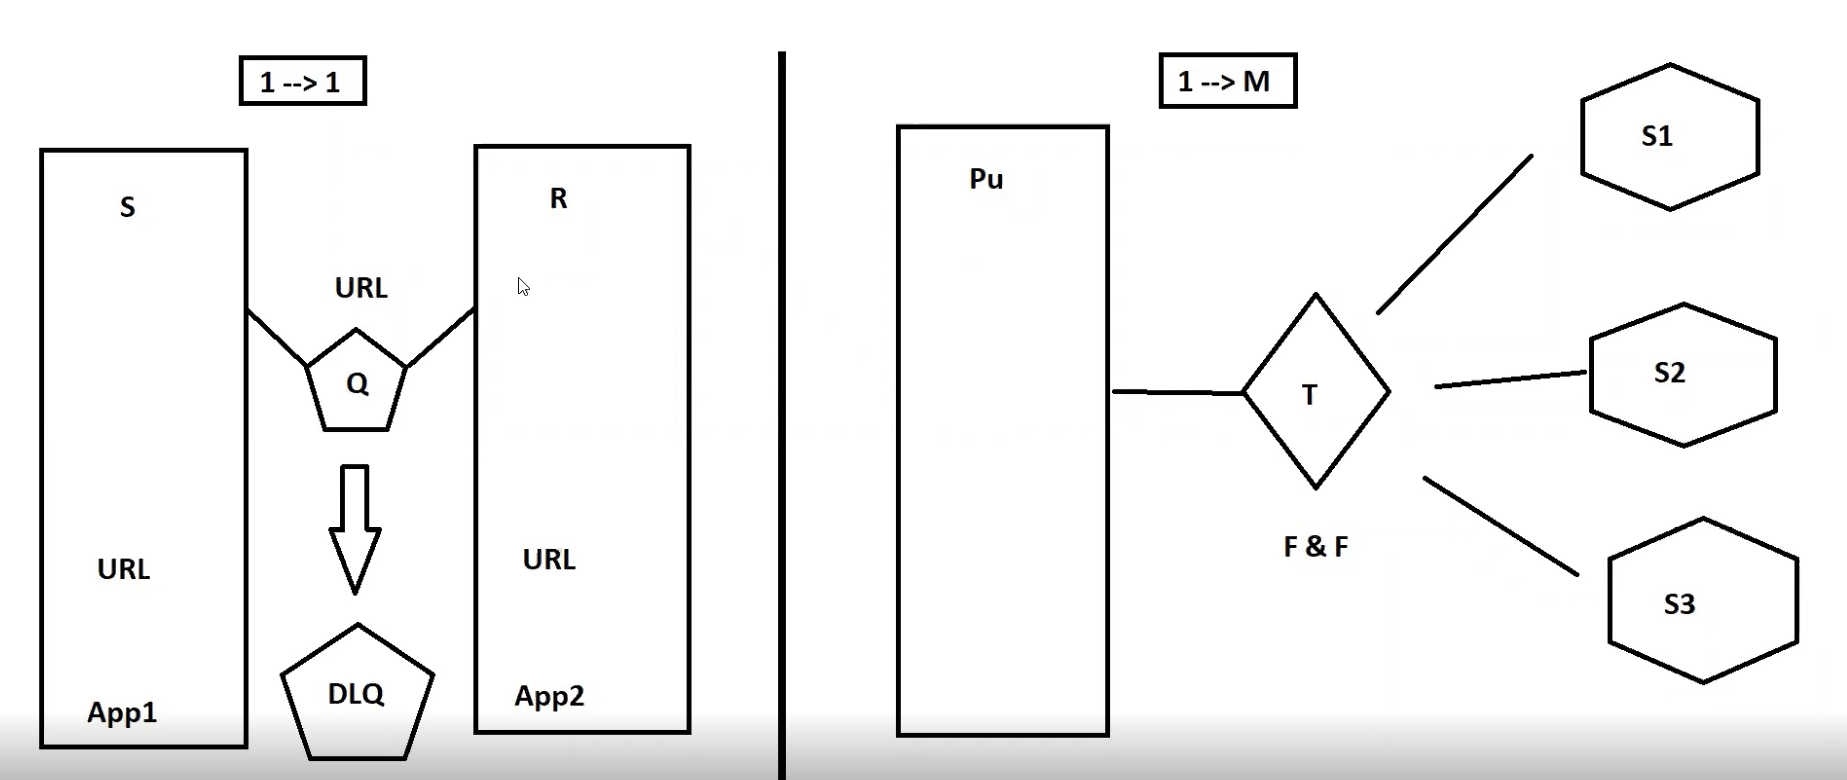 1 --> 1
S
R
URL
Q
URL
URL
DLQ
App1
App2
1 --> M
Pu
T
F & F
S1
S2
S3